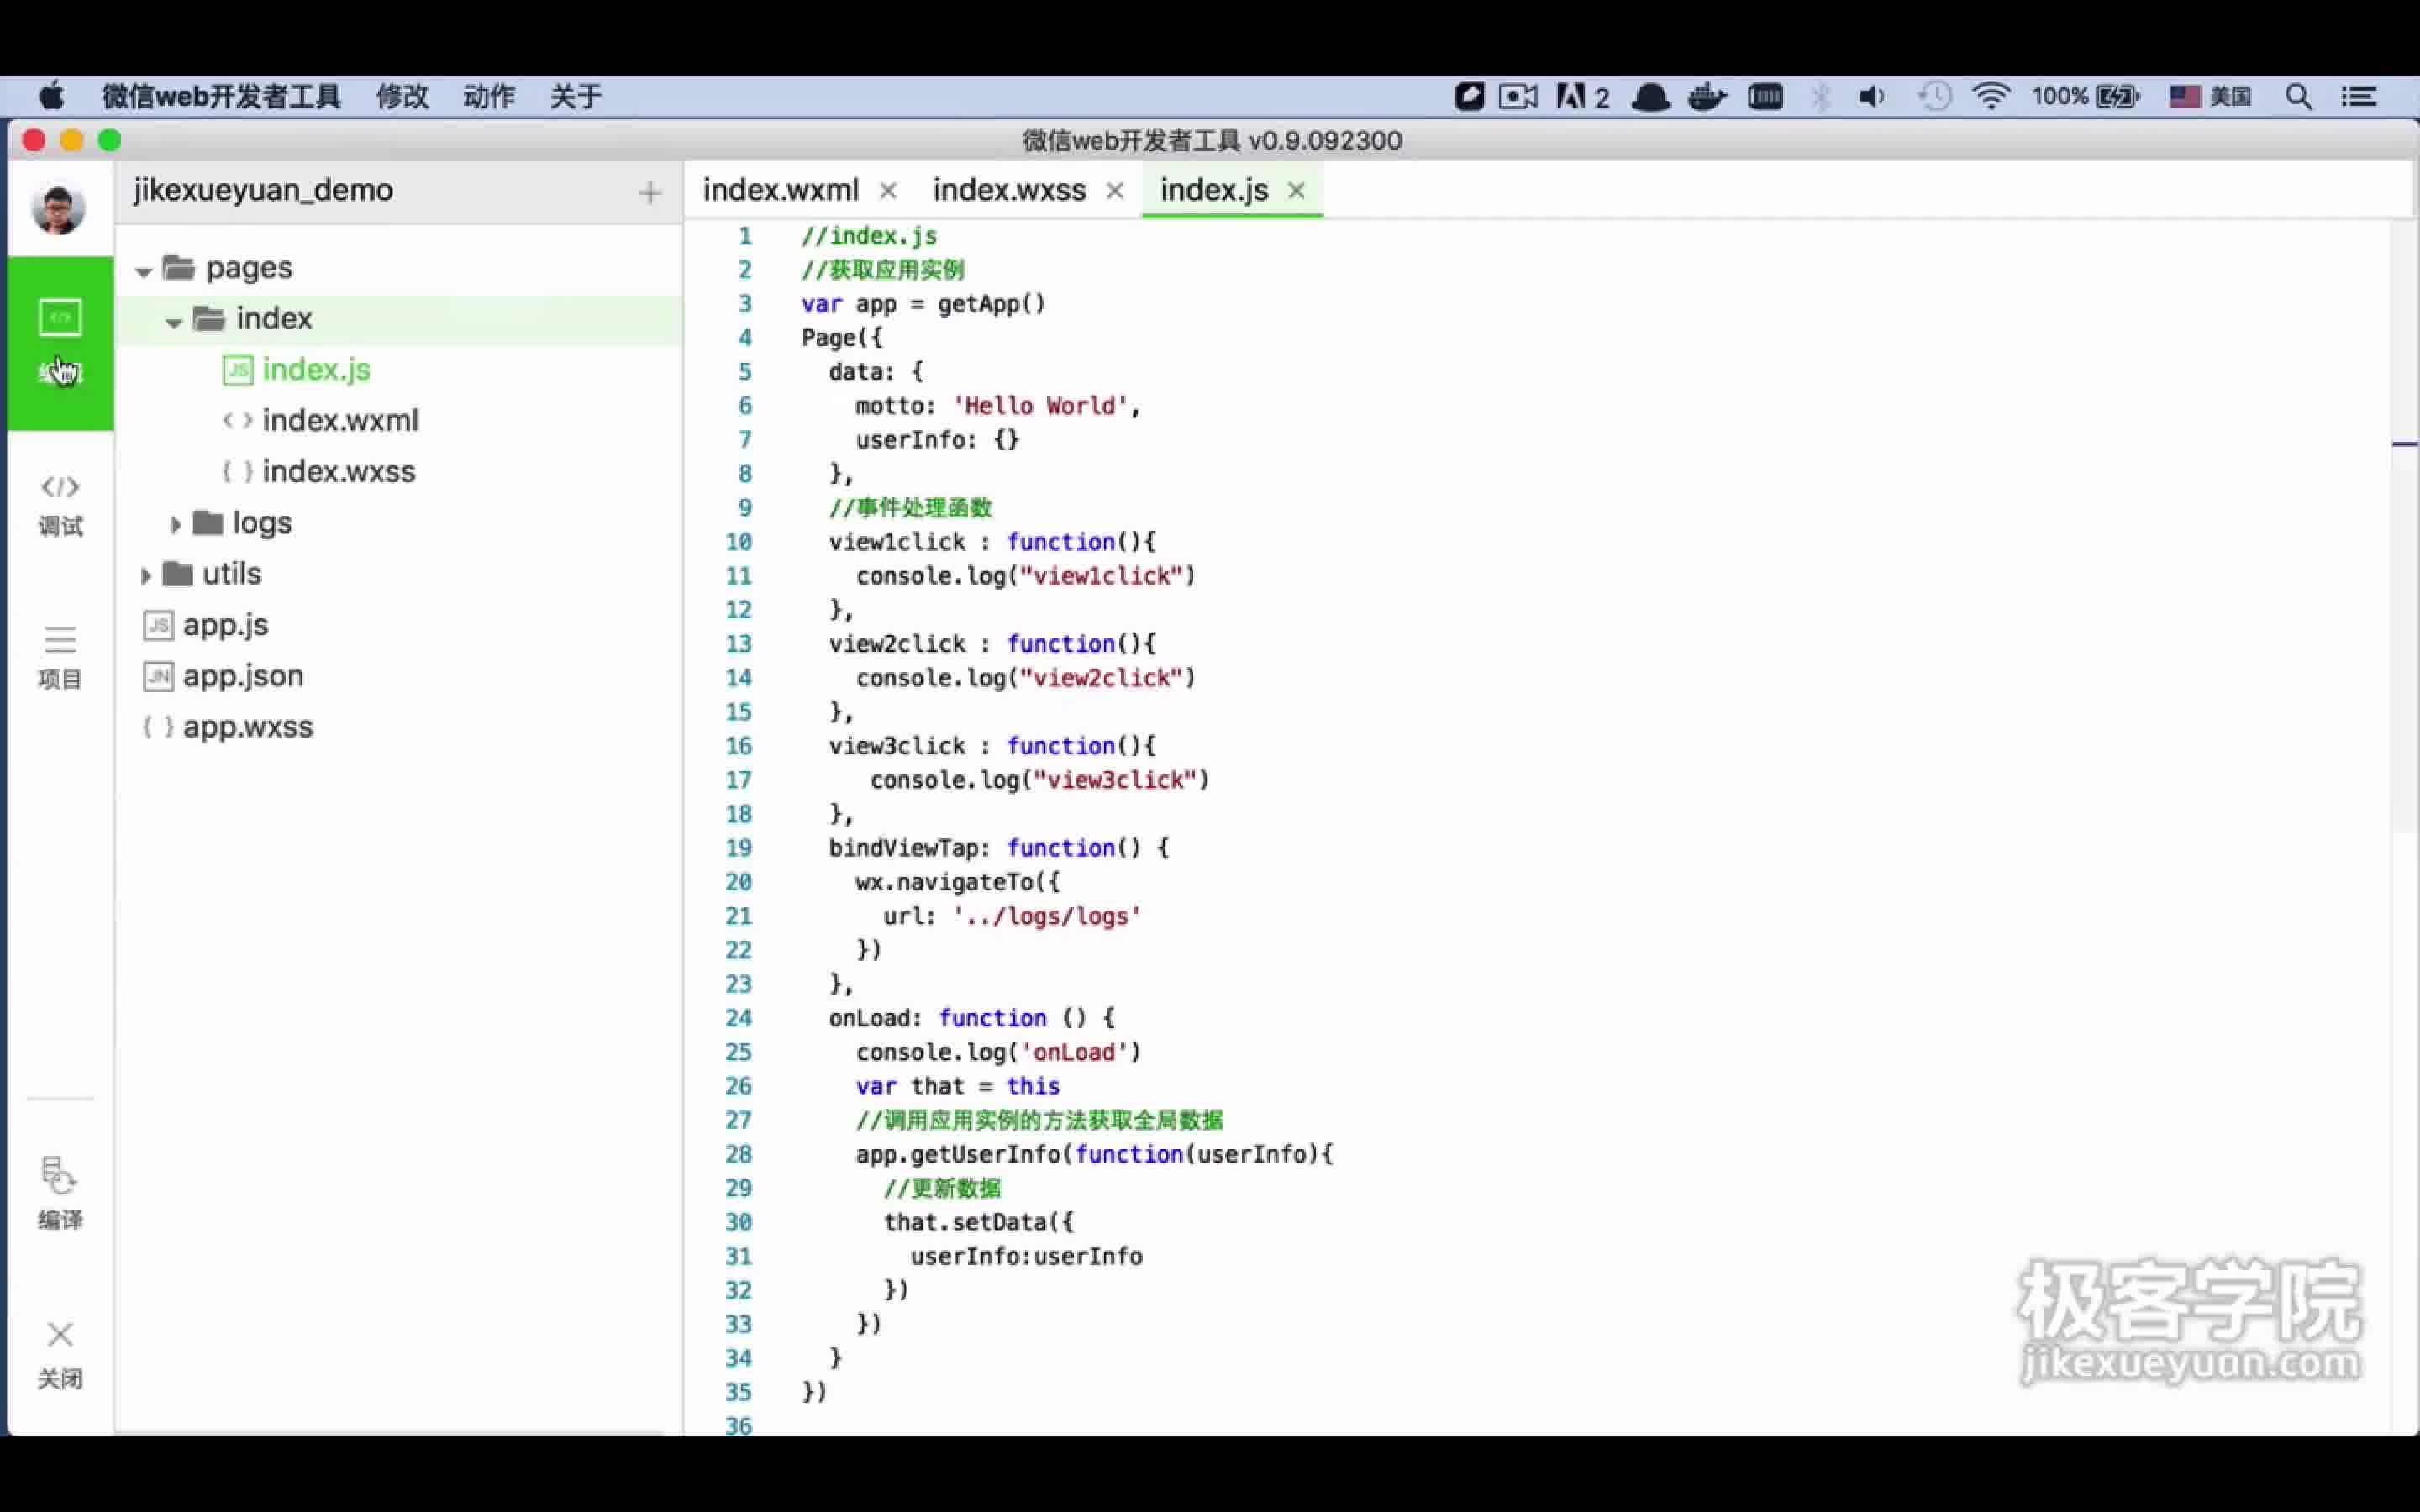 微信web开发者工具 修改 动作 关于 2 100% 美国
微信web开发者工具 v0.9.092300
jikexueyuan_demo
index.wxml index.wxss index.js
pages
index
JS index.js
index.wxml
index.wxss
logs
utils
JS app.js
JN app.json
app.wxss
调试
项目
编译
关闭
1 //index.js
2 //获取应用实例
3 var app = getApp()
4 Page({
5 data: {
6 motto: 'Hello World',
7 userInfo: {}
8 },
9 //事件处理函数
10 view1click : function(){
11 console.log("view1click")
12 },
13 view2click : function(){
14 console.log("view2click")
15 },
16 view3click : function(){
17 console.log("view3click")
18 },
19 bindViewTap: function() {
20 wx.navigateTo({
21 url: '../logs/logs'
22 })
23 },
24 onLoad: function () {
25 console.log('onLoad')
26 var that = this
27 //调用应用实例的方法获取全局数据
28 app.getUserInfo(function(userInfo){
29 //更新数据
30 that.setData({
31 userInfo:userInfo
32 })
33 })
34 }
35 })
36
极客学院
jikexueyuan.com